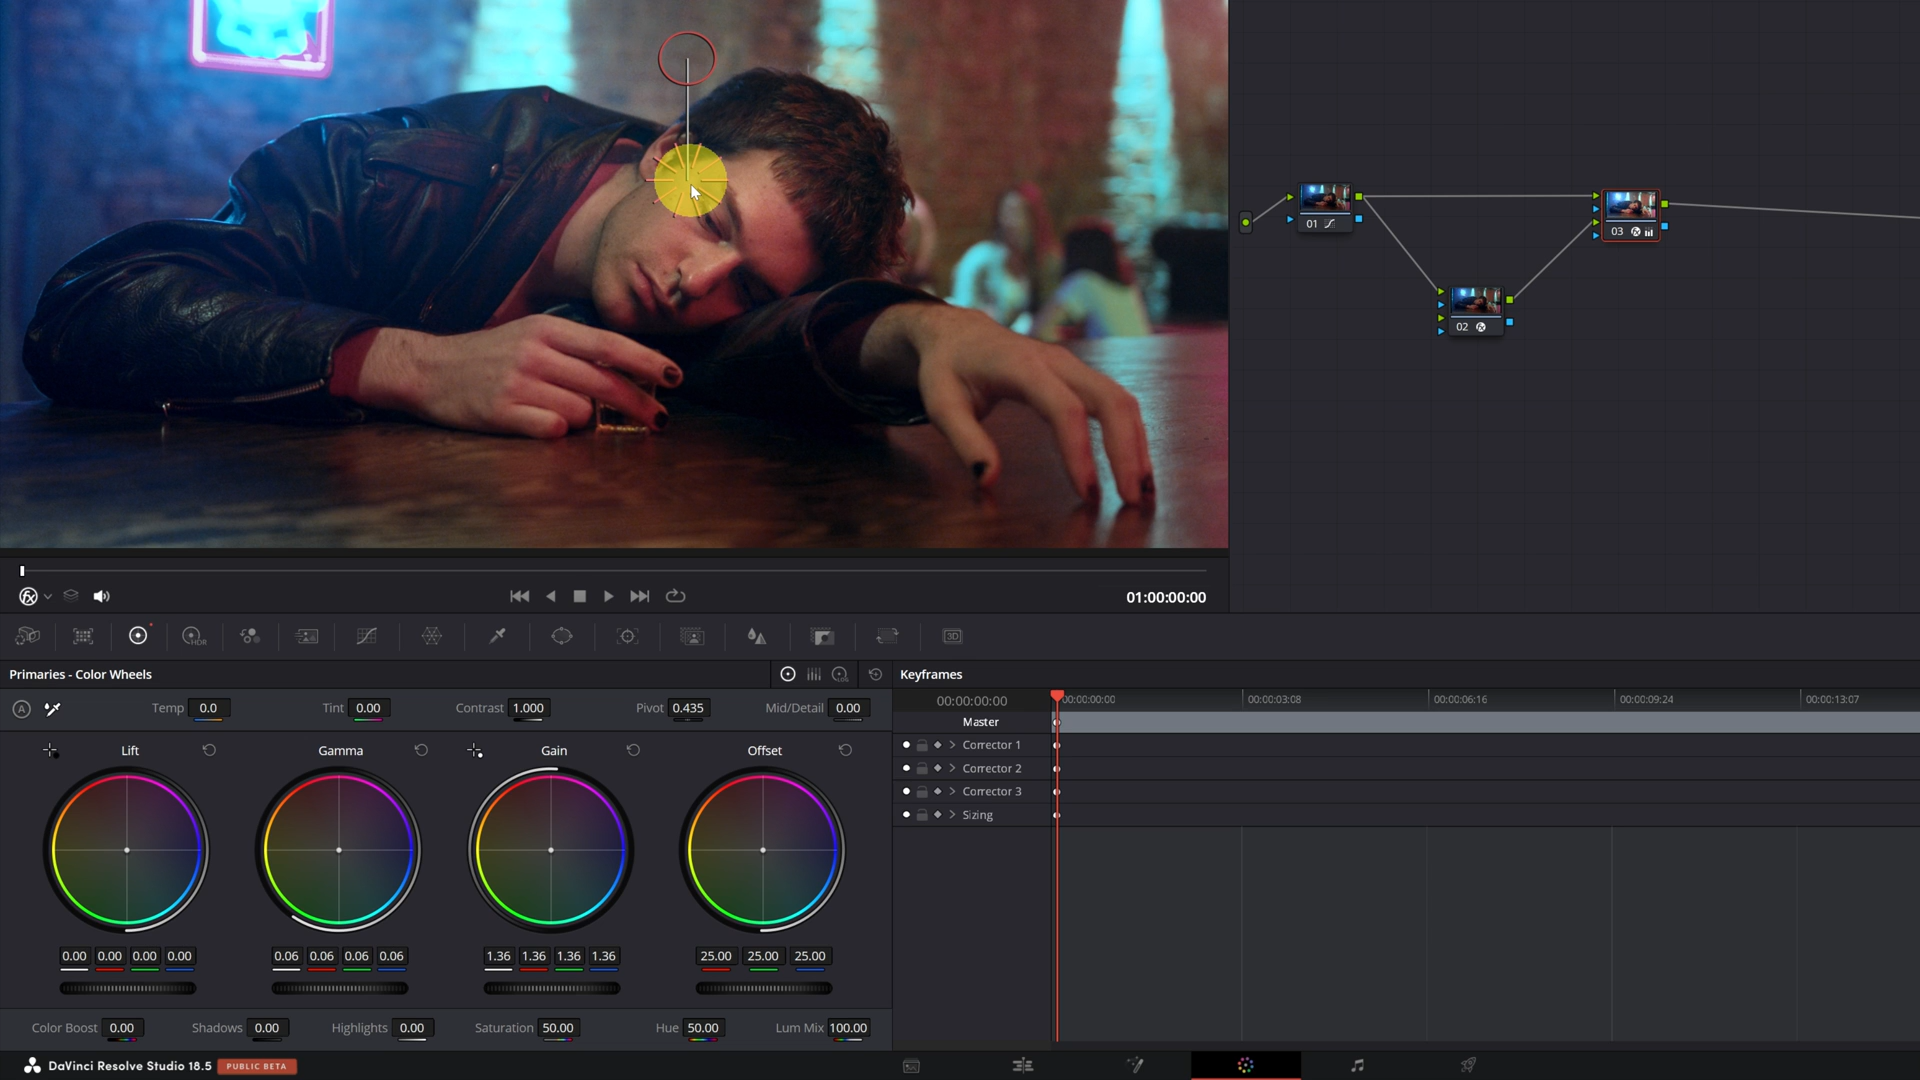 01
03
02
01:00:00:00
HDR
3D
Primaries - Color Wheels
LOG
Keyframes
A
Temp 0.0
Tint 0.00
Contrast 1.000
Pivot 0.435
Mid/Detail 0.00
00:00:00:00
00:00:00:00
00:00:03:08
00:00:06:16
00:00:09:24
00:00:13:07
Master
Corrector 1
Corrector 2
Corrector 3
Sizing
Lift
Gamma
Gain
Offset
0.00 0.00 0.00 0.00
0.06 0.06 0.06 0.06
1.36 1.36 1.36 1.36
25.00 25.00 25.00
Color Boost 0.00
Shadows 0.00
Highlights 0.00
Saturation 50.00
Hue 50.00
Lum Mix 100.00
DaVinci Resolve Studio 18.5
PUBLIC BETA